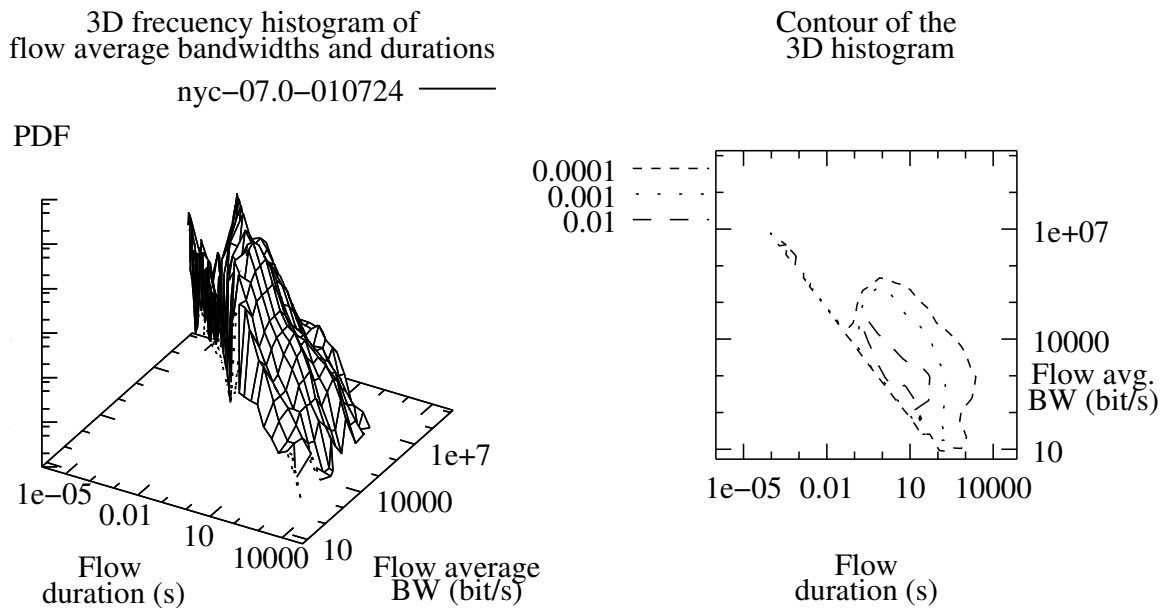 3D frecuency histogram of
flow average bandwidths and durations
nyc−07.0−010724
PDF
1e−05
0.01
10
10000
Flow
duration (s)
10
10000
1e+7
Flow average
BW (bit/s)
Contour of the
3D histogram
0.0001
0.001
0.01
1e+07
10000
Flow avg.
BW (bit/s)
10
1e−05 0.01 10 10000
Flow
duration (s)